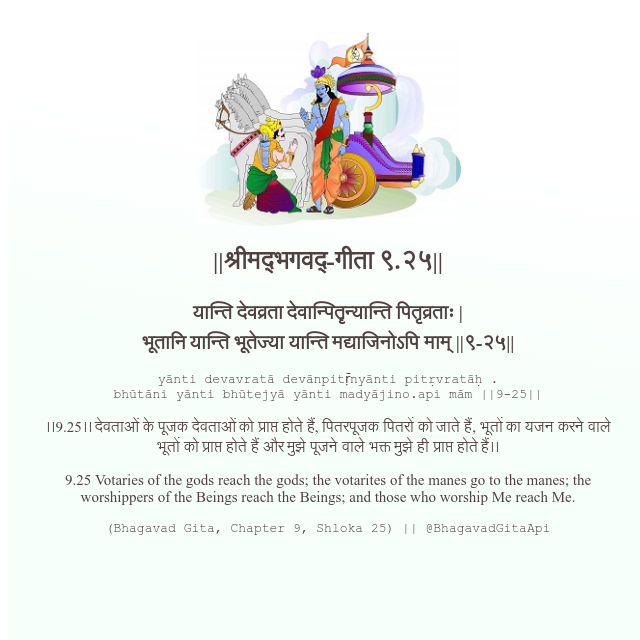 ||श्रीमद्‍भगवद्‍-गीता ९.२५||
यान्ति देवव्रता देवान्पितॄन्यान्ति पितृव्रताः |
भूतानि यान्ति भूतेज्या यान्ति मद्याजिनोऽपि माम् ||९-२५||
yānti devavratā devānpitṝnyānti pitṛvratāḥ .
bhūtāni yānti bhūtejyā yānti madyājino.api mām ||9-25||
।।9.25।। देवताओं के पूजक देवताओं को प्राप्त होते हैं, पितरपूजक पितरों को जाते हैं, भूतों का यजन करने वाले
भूतों को प्राप्त होते हैं और मुझे पूजने वाले भक्त मुझे ही प्राप्त होते हैं।।
9.25 Votaries of the gods reach the gods; the votarites of the manes go to the manes; the
worshippers of the Beings reach the Beings; and those who worship Me reach Me.
(Bhagavad Gita, Chapter 9, Shloka 25) || @BhagavadGitaApi